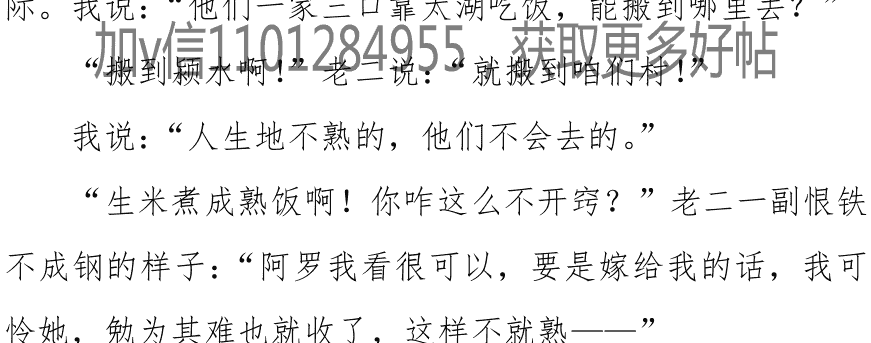 际。我说：“他们一家三口靠太湖吃饭，能搬到哪里去？”
加v信1101284955，获取更多好帖
“搬到颍水啊！”老二说：“就搬到咱们村！”
我说：“人生地不熟的，他们不会去的。”
“生米煮成熟饭啊！你咋这么不开窍？”老二一副恨铁
不成钢的样子：“阿罗我看很可以，要是嫁给我的话，我可
怜她，勉为其难也就收了，这样不就熟——”